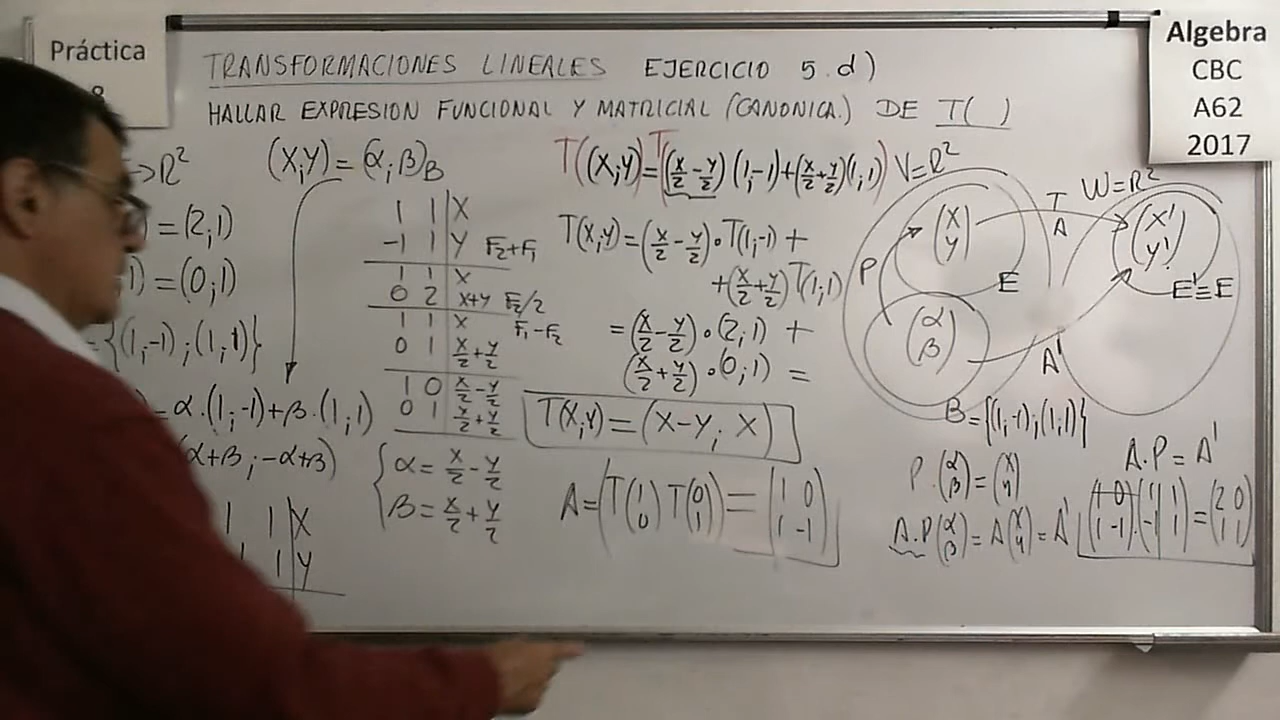 Práctica
8
Algebra
CBC
A62
2017
TRANSFORMACIONES LINEALES EJERCICIO 5.d)
HALLAR EXPRESION FUNCIONAL Y MATRICIAL (CANONICA.) DE T( )
→R²
=(2;1)
1)=(0;1)
={(1,-1);(1,1)}
=α.(1;-1)+β.(1,1)
(α+β;-α+β)
1 1|X
1|Y
(X,Y)=(α;β)B
1 1|X
-1 1|Y F₂+F₁
1 1|X
0 2|X+Y F₂/2
1 1|X F₁-F₂
0 1|X/2+Y/2
1 0|X/2-Y/2
0 1|X/2+Y/2
{α=X/2-Y/2
β=X/2+Y/2
T((X,Y)=T((X/2-Y/2)(1,-1)+(X/2+Y/2)(1,1))
T(X,Y)=(X/2-Y/2)•T(1,-1)+
+(X/2+Y/2)T(1,1)
=(X/2-Y/2)•(2;1)+
(X/2+Y/2)•(0;1)=
T(X,Y)=(X-Y; X)
A=(T(1 0) T(0 1))=(1 0
1 -1)
V=R²
W=R²
T
A
(X
Y)
(X'
Y')
P
E
E'≡E
(α
β)
A'
B={(1,-1);(1,1)}
P.(α β)=(X Y)
A.P(α β)=A(X Y)=A'
A.P=A'
(1 0
1 -1).(1 1
-1 1)=(2 0
1 1)